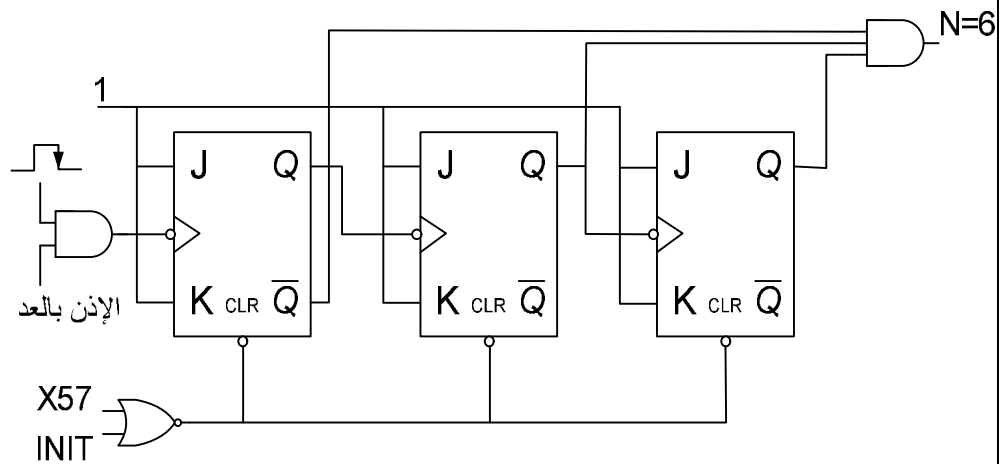 N=6
1
J Q J Q J Q
الإذن بالعد
K CLR Q̅ K CLR Q̅ K CLR Q̅
X57
INIT